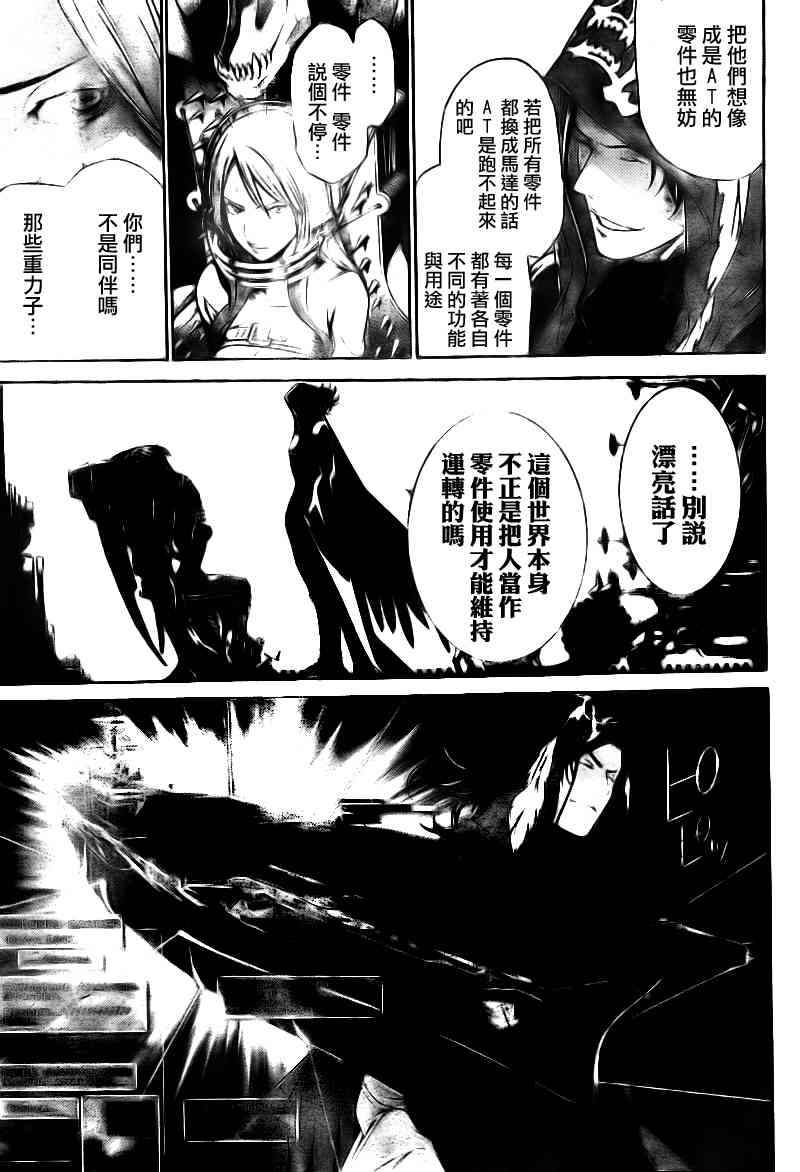 把他們想像
成是AT的
零件也無妨
若把所有零件
都換成馬達的話
AT是跑不起來
的吧
每一個零件
都有著各自
不同的功能
與用途
……
零件 零件
說個不停…
你們……
不是同伴嗎
那些重力子…
……別說
漂亮話了
這個世界本身
不正是把人當作
零件使用才能維持
運轉的嗎